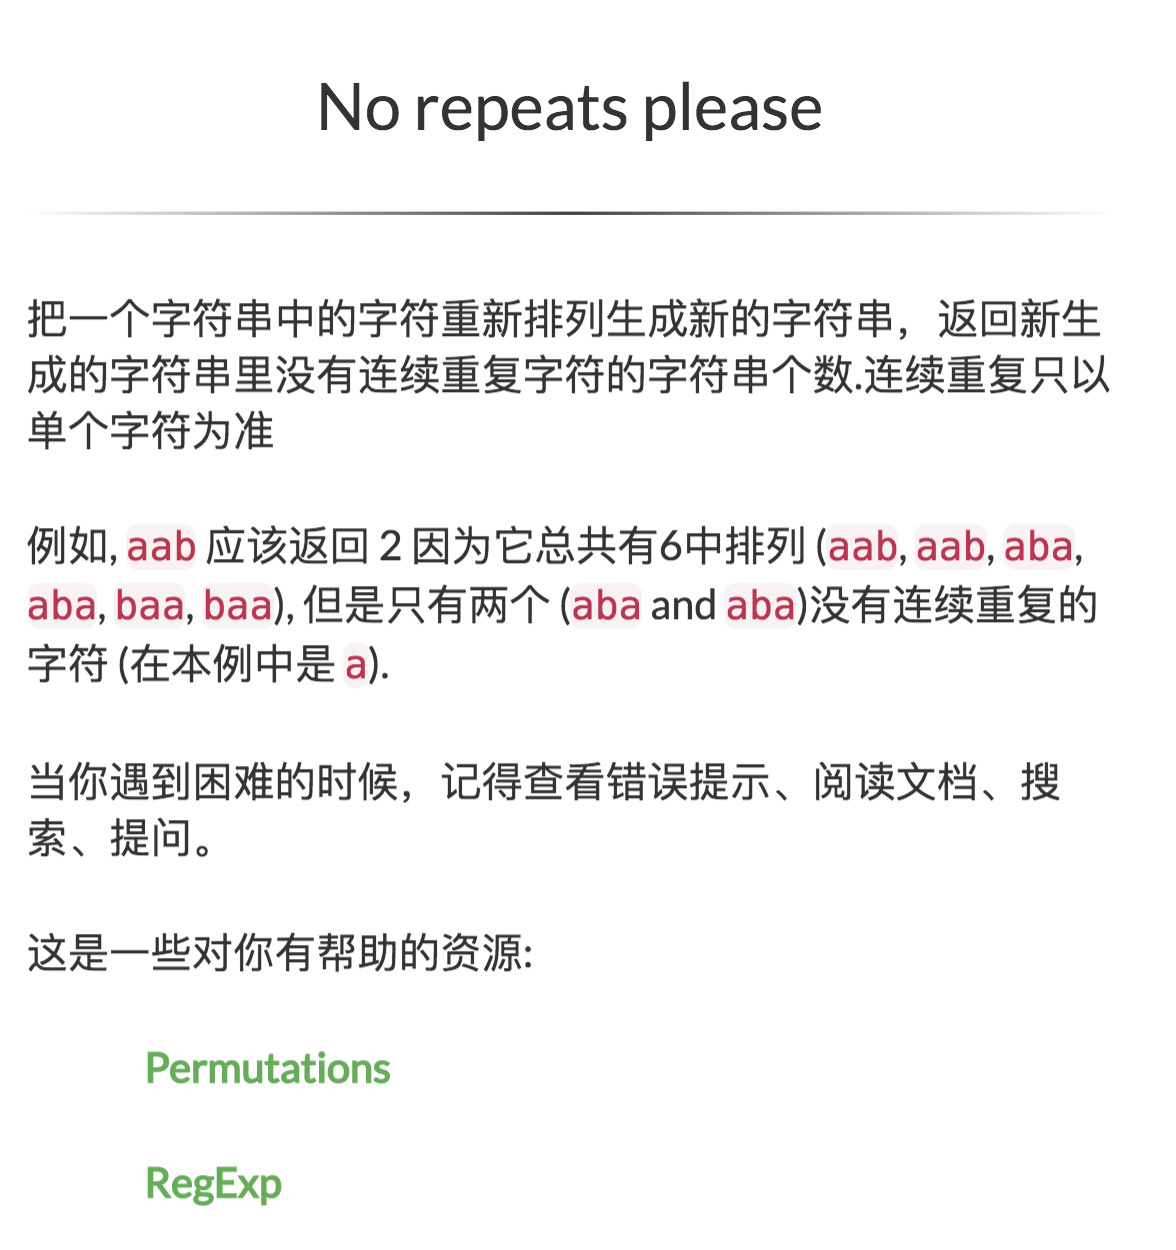 No repeats please
把一个字符串中的字符重新排列生成新的字符串，返回新生
成的字符串里没有连续重复字符的字符串个数.连续重复只以
单个字符为准
例如, aab 应该返回 2 因为它总共有6中排列 (aab, aab, aba,
aba, baa, baa), 但是只有两个 (aba and aba)没有连续重复的
字符 (在本例中是 a).
当你遇到困难的时候，记得查看错误提示、阅读文档、搜
索、提问。
这是一些对你有帮助的资源:
Permutations
RegExp